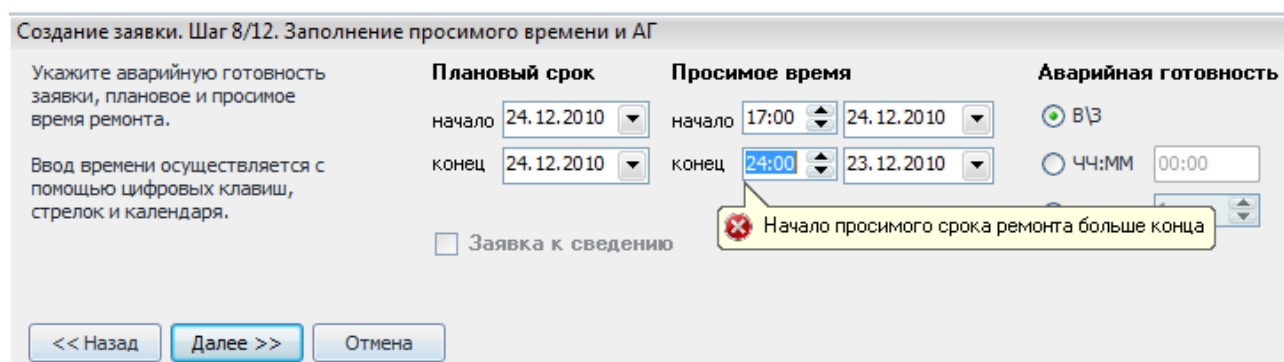 Создание заявки. Шаг 8/12. Заполнение просимого времени и АГ
Укажите аварийную готовность
заявки, плановое и просимое
время ремонта.
Ввод времени осуществляется с
помощью цифровых клавиш,
стрелок и календаря.
Плановый срок
начало 24.12.2010
конец 24.12.2010
Заявка к сведению
Просимое время
начало 17:00 24.12.2010
конец 24:00 23.12.2010
Начало просимого срока ремонта больше конца
Аварийная готовность
В\З
ЧЧ:ММ 00:00
<< Назад Далее >> Отмена